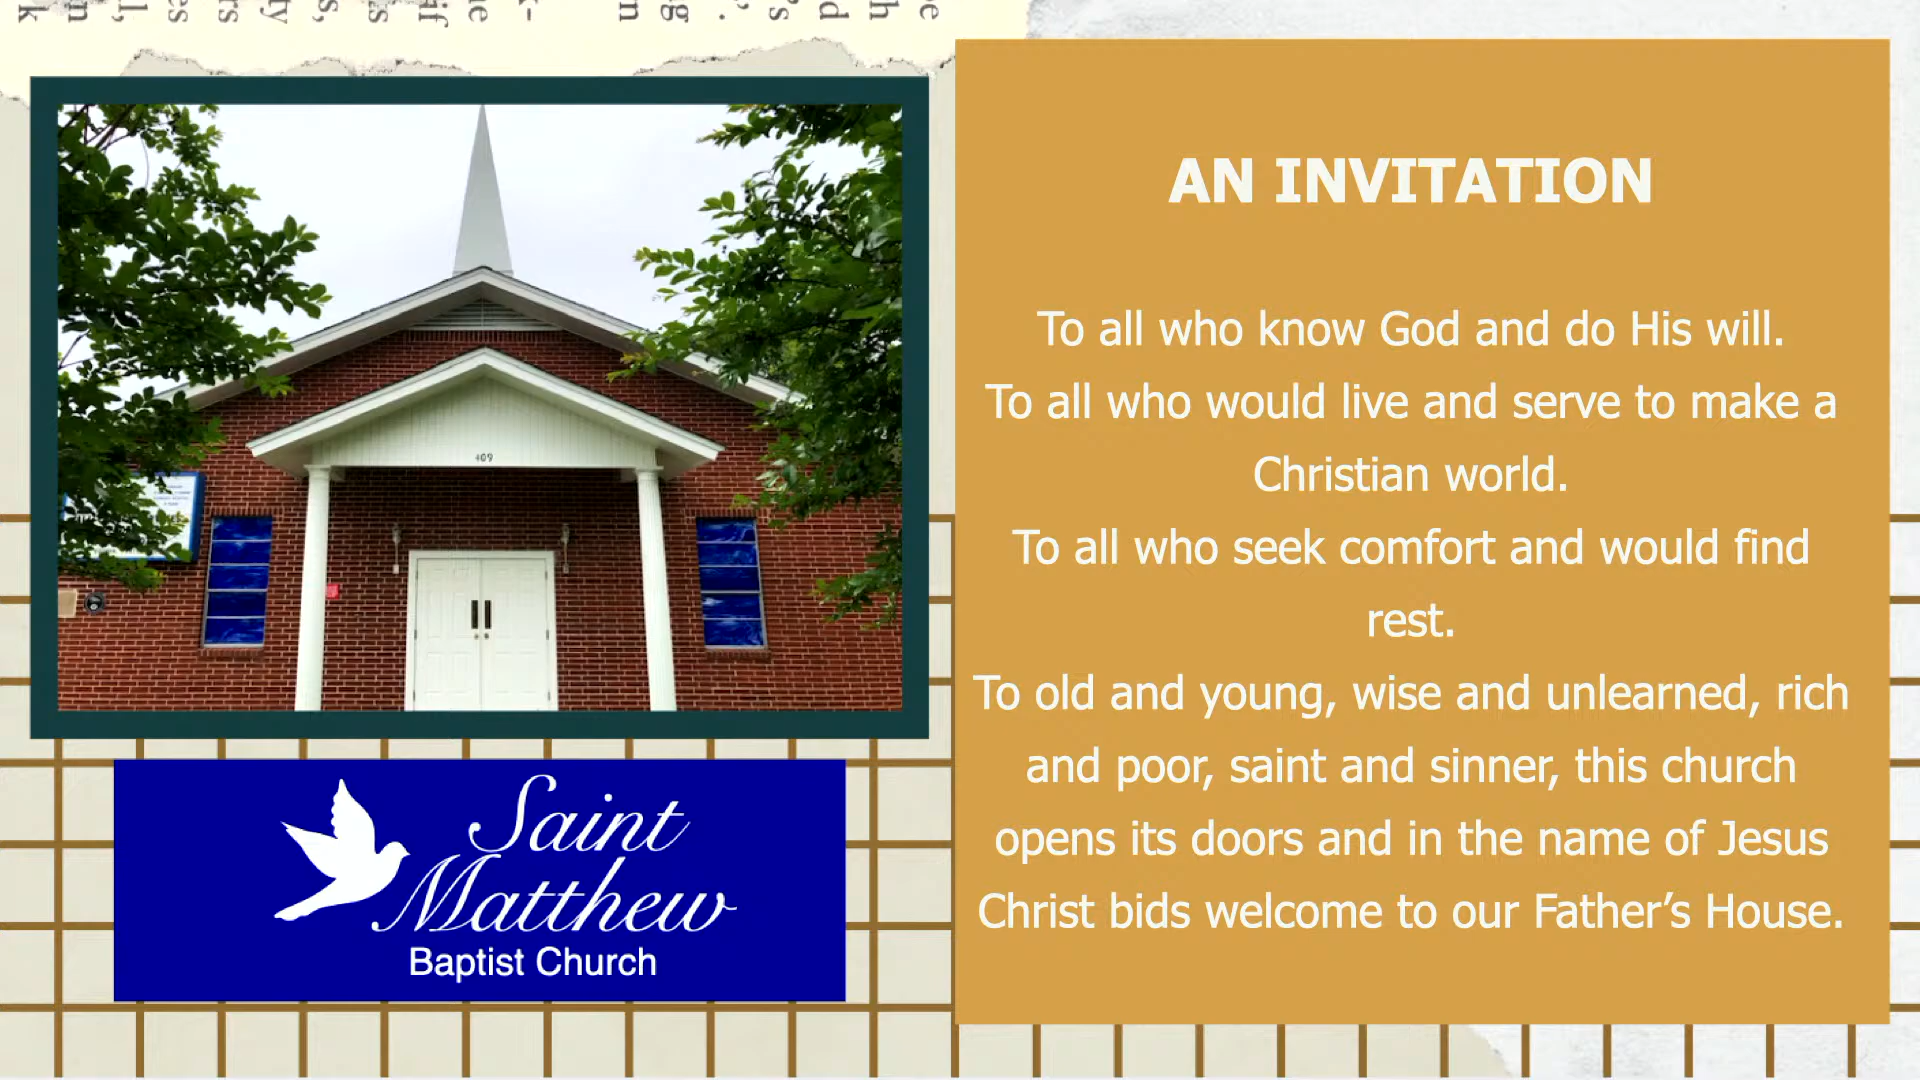 AN INVITATION
To all who know God and do His will.
To all who would live and serve to make a
Christian world.
To all who seek comfort and would find
rest.
To old and young, wise and unlearned, rich
and poor, saint and sinner, this church
opens its doors and in the name of Jesus
Christ bids welcome to our Father’s House.
409
Saint
Matthew
Baptist Church